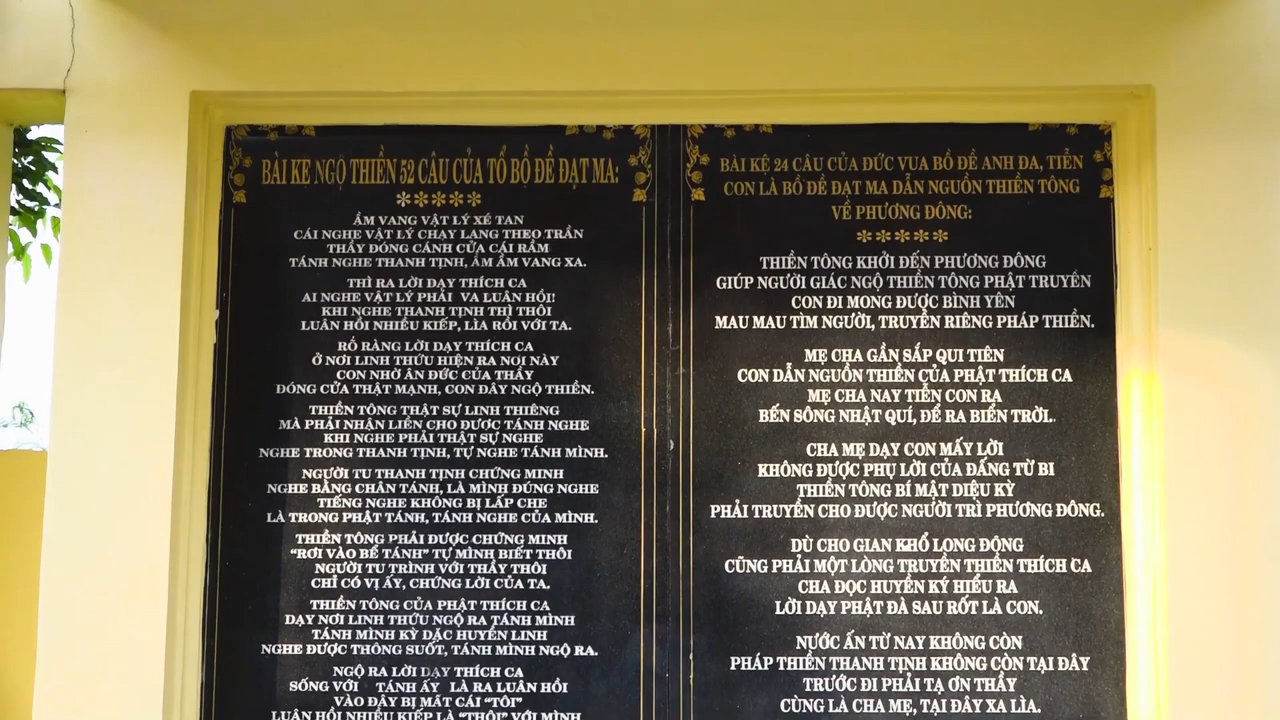 BÀI KE NGỘ THIỀN 52 CÂU CỦA TỔ BỒ ĐỀ ĐẠT MA:
ẦM VANG VẬT LÝ XÉ TAN
CÁI NGHE VẬT LÝ CHẠY LANG THEO TRẦN
THẦY ĐÓNG CÁNH CỬA CÁI RẦM
TÁNH NGHE THANH TỊNH, ẦM ẦM VANG XA.
THÌ RA LỜI DẠY THÍCH CA
AI NGHE VẬT LÝ PHẢI VA LUÂN HỒI!
KHI NGHE THANH TỊNH THÌ THÔI
LUÂN HỒI NHIỀU KIẾP, LÌA RỒI VỚI TA.
RỎ RÀNG LỜI DẠY THÍCH CA
Ở NƠI LINH THỨU HIỆN RA NƠI NÀY
CON NHỜ ÂN ĐỨC CỦA THẦY
ĐÓNG CỬA THẬT MẠNH, CON ĐÂY NGỘ THIỀN.
THIỀN TÔNG THẬT SỰ LINH THIÊNG
MÀ PHẢI NHẬN LIỀN CHO ĐƯỢC TÁNH NGHE
KHI NGHE PHẢI THẬT SỰ NGHE
NGHE TRONG THANH TỊNH, TỰ NGHE TÁNH MÌNH.
NGƯỜI TU THANH TỊNH CHỨNG MINH
NGHE BẰNG CHÂN TÁNH, LÀ MÌNH ĐÚNG NGHE
TIẾNG NGHE KHÔNG BỊ LẤP CHE
LÀ TRONG PHẬT TÁNH, TÁNH NGHE CỦA MÌNH.
THIỀN TÔNG PHẢI ĐƯỢC CHỨNG MINH
“RƠI VÀO BỂ TÁNH” TỰ MÌNH BIẾT THÔI
NGƯỜI TU TRÌNH VỚI THẦY THÔI
CHỈ CÓ VỊ ẤY, CHỨNG LỜI CỦA TA.
THIỀN TÔNG CỦA PHẬT THÍCH CA
DẠY NƠI LINH THỨU NGỘ RA TÁNH MÌNH
TÁNH MÌNH KỲ ĐẶC HUYỀN LINH
NGHE ĐƯỢC THÔNG SUỐT, TÁNH MÌNH NGỘ RA.
NGỘ RA LỜI DẠY THÍCH CA
SỐNG VỚI TÁNH ẤY LÀ RA LUÂN HỒI
VÀO ĐÂY BỊ MẤT CÁI “TÔI”
LUÂN HỒI NHIỀU KIẾP LÀ “THÔI” VỚI MÌNH
BÀI KỆ 24 CÂU CỦA ĐỨC VUA BỒ ĐỀ ANH ĐA, TIỄN
CON LÀ BỒ ĐỀ ĐẠT MA DẪN NGUỒN THIỀN TÔNG
VỀ PHƯƠNG ĐÔNG:
THIỀN TÔNG KHỞI ĐẾN PHƯƠNG ĐÔNG
GIÚP NGƯỜI GIÁC NGỘ THIỀN TÔNG PHẬT TRUYỀN
CON ĐI MONG ĐƯỢC BÌNH YÊN
MAU MAU TÌM NGƯỜI, TRUYỀN RIÊNG PHÁP THIỀN.
MẸ CHA GẦN SẮP QUI TIÊN
CON DẪN NGUỒN THIỀN CỦA PHẬT THÍCH CA
MẸ CHA NAY TIỄN CON RA
BẾN SÔNG NHẬT QUÍ, ĐỂ RA BIỂN TRỜI.
CHA MẸ DẠY CON MẤY LỜI
KHÔNG ĐƯỢC PHỤ LỜI CỦA ĐẤNG TỪ BI
THIỀN TÔNG BÍ MẬT DIỆU KỲ
PHẢI TRUYỀN CHO ĐƯỢC NGƯỜI TRÌ PHƯƠNG ĐÔNG.
DÙ CHO GIAN KHỔ LONG ĐỘNG
CŨNG PHẢI MỘT LÒNG TRUYỀN THIỀN THÍCH CA
CHA ĐỌC HUYỀN KÝ HIỂU RA
LỜI DẠY PHẬT ĐÀ SAU RỐT LÀ CON.
NƯỚC ẤN TỪ NAY KHÔNG CÒN
PHÁP THIỀN THANH TỊNH KHÔNG CÒN TẠI ĐÂY
TRƯỚC ĐI PHẢI TẠ ƠN THẦY
CÙNG LÀ CHA MẸ, TẠI ĐÂY XA LÌA.